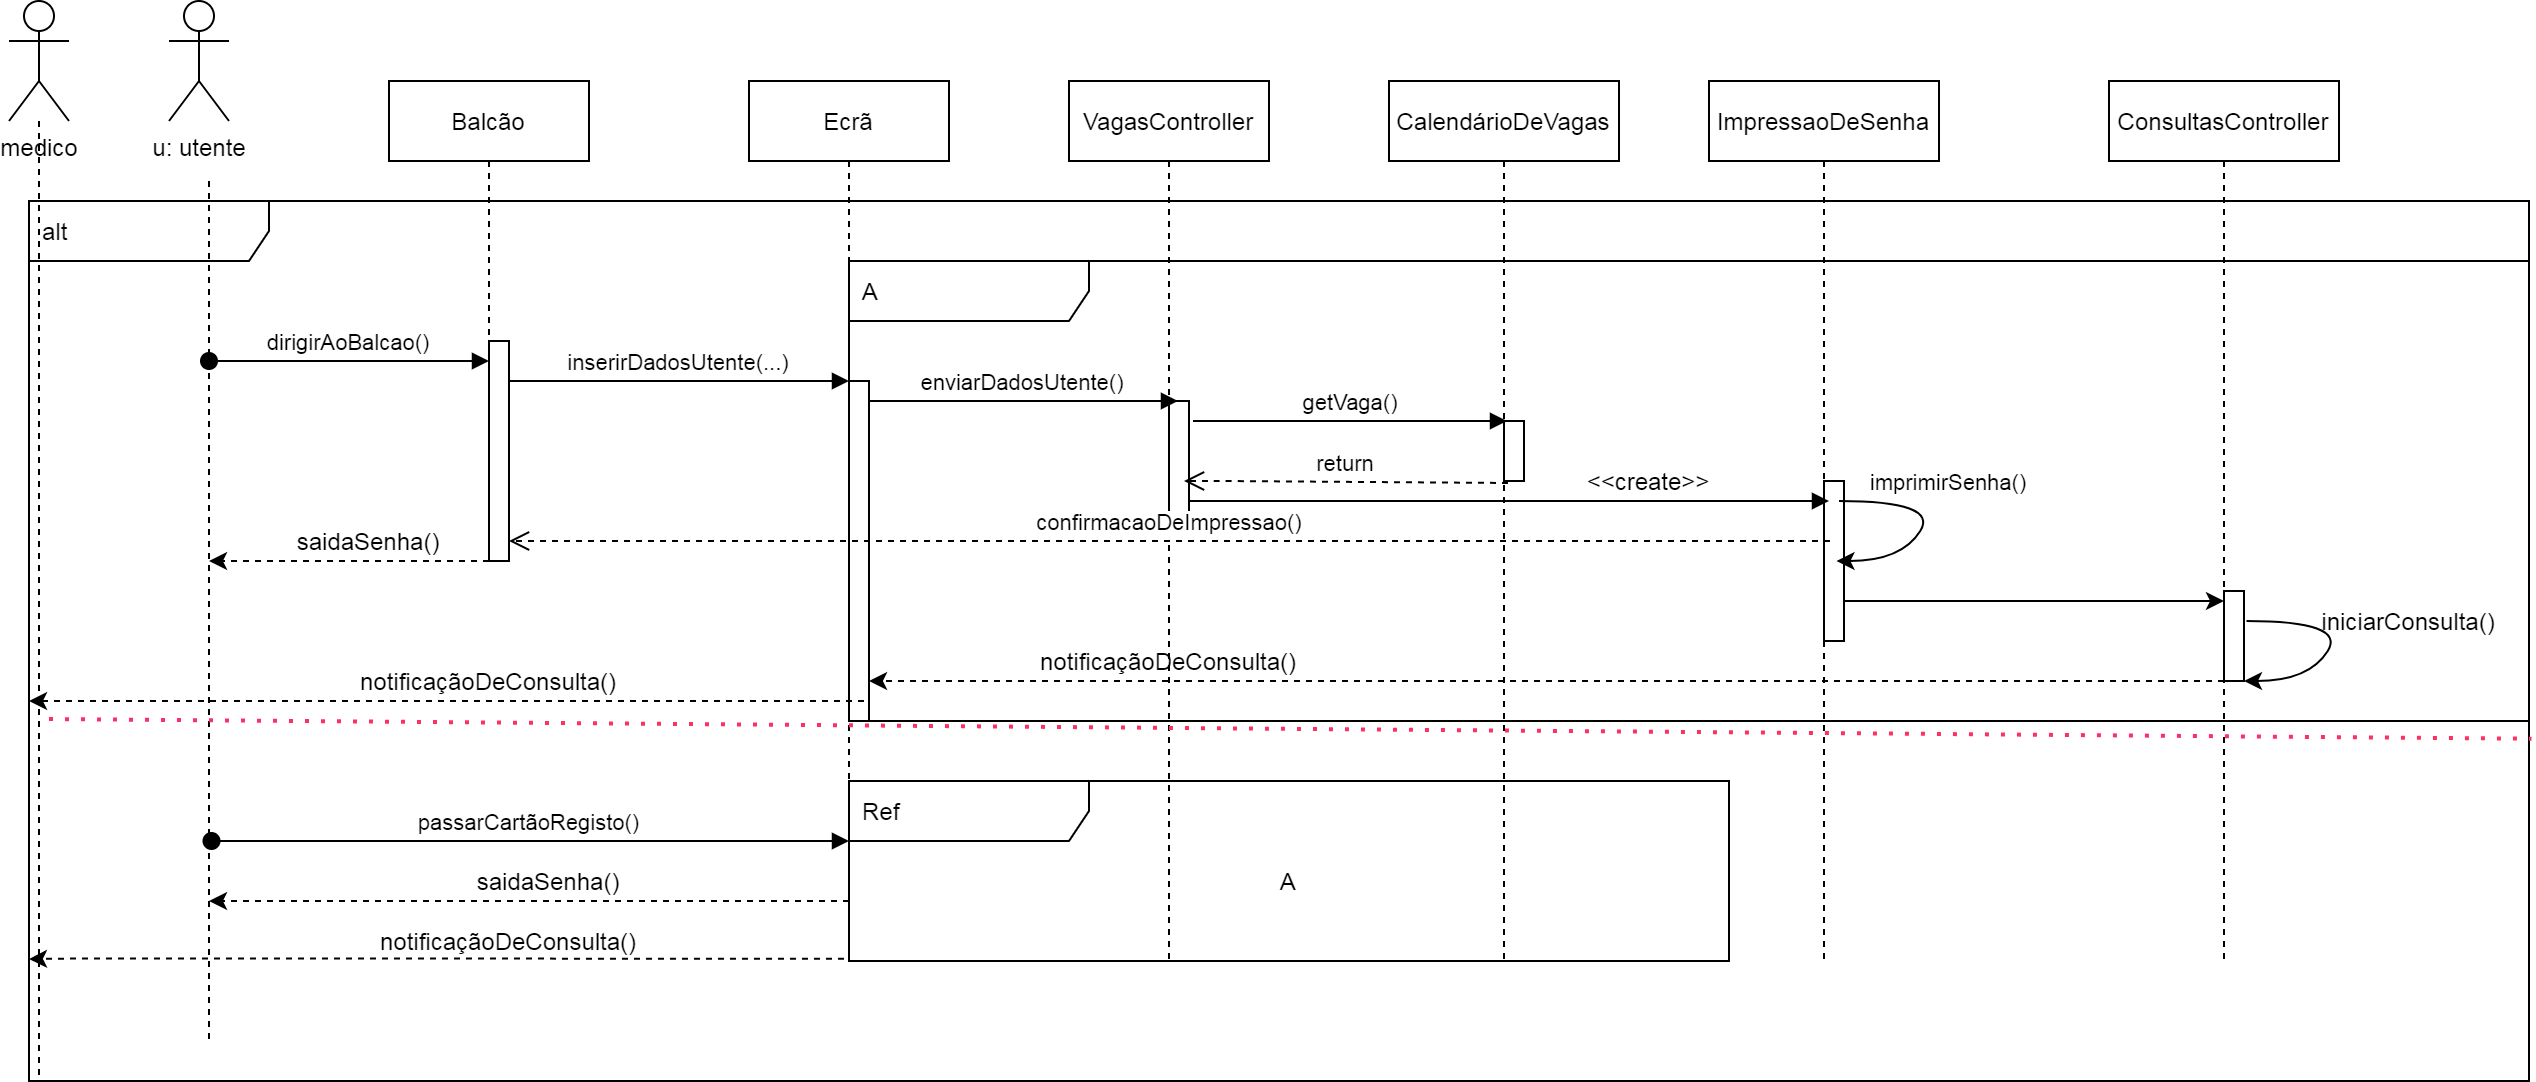 medico
u: utente
Balcão
Ecrã
VagasController
CalendárioDeVagas
ImpressaoDeSenha
ConsultasController
alt
A
dirigirAoBalcao()
inserirDadosUtente(...)
enviarDadosUtente()
getVaga()
return
<<create>>
imprimirSenha()
confirmacaoDeImpressao()
saidaSenha()
iniciarConsulta()
notificaçãoDeConsulta()
notificaçãoDeConsulta()
Ref
passarCartãoRegisto()
saidaSenha()
A
notificaçãoDeConsulta()